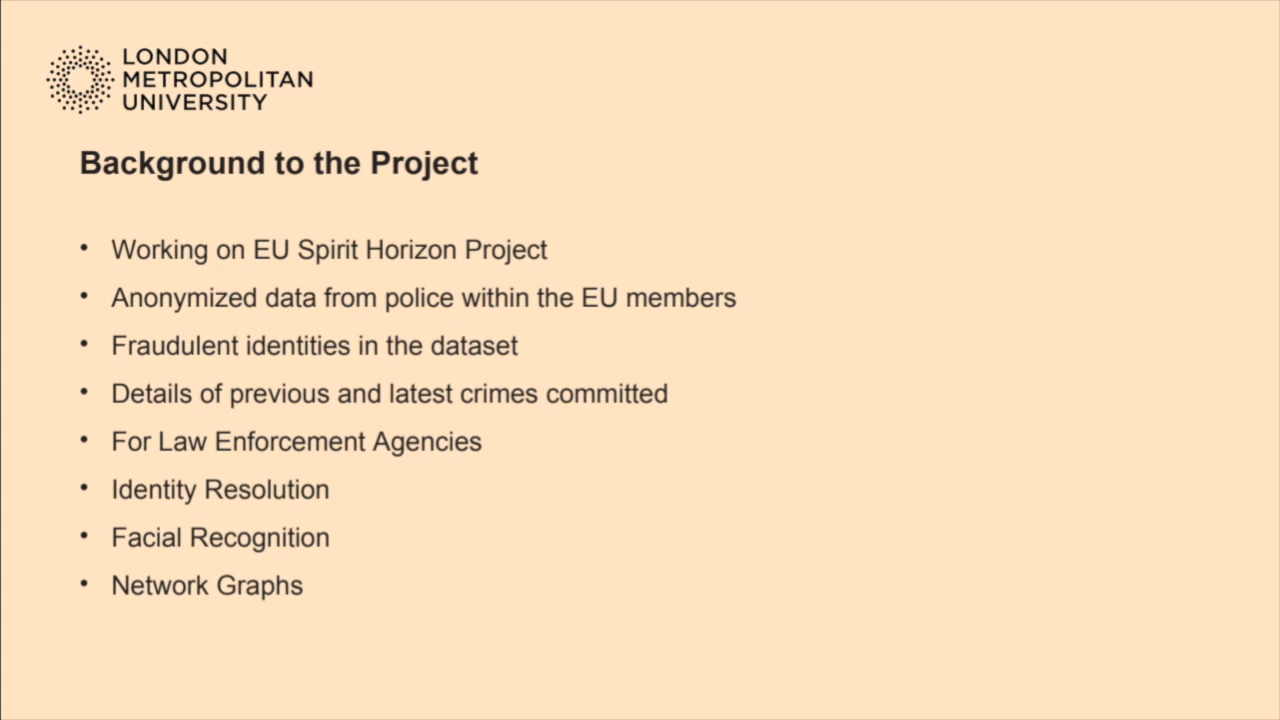 LONDON
METROPOLITAN
UNIVERSITY
Background to the Project
• Working on EU Spirit Horizon Project
• Anonymized data from police within the EU members
• Fraudulent identities in the dataset
• Details of previous and latest crimes committed
• For Law Enforcement Agencies
• Identity Resolution
• Facial Recognition
• Network Graphs